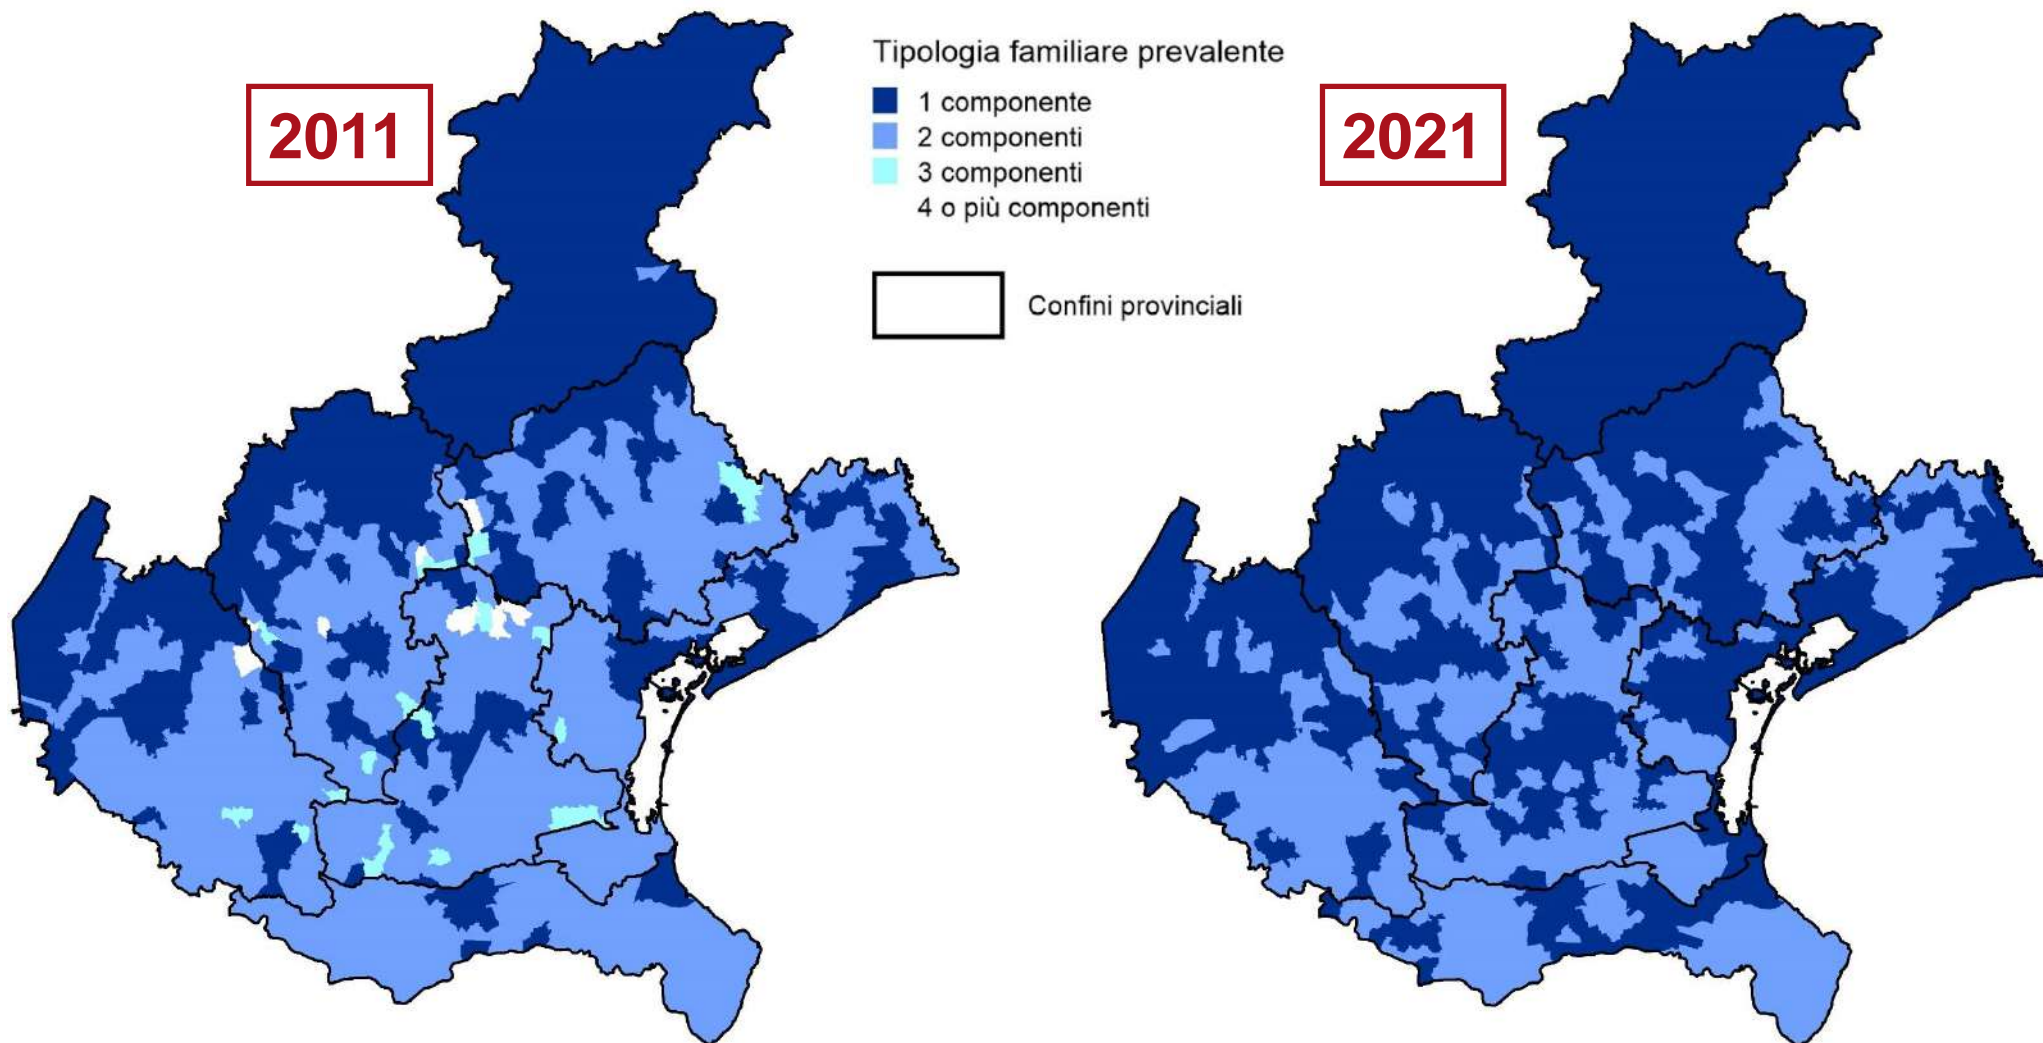 2011
Tipologia familiare prevalente
1 componente
2 componenti
3 componenti
4 o più componenti
Confini provinciali
2021